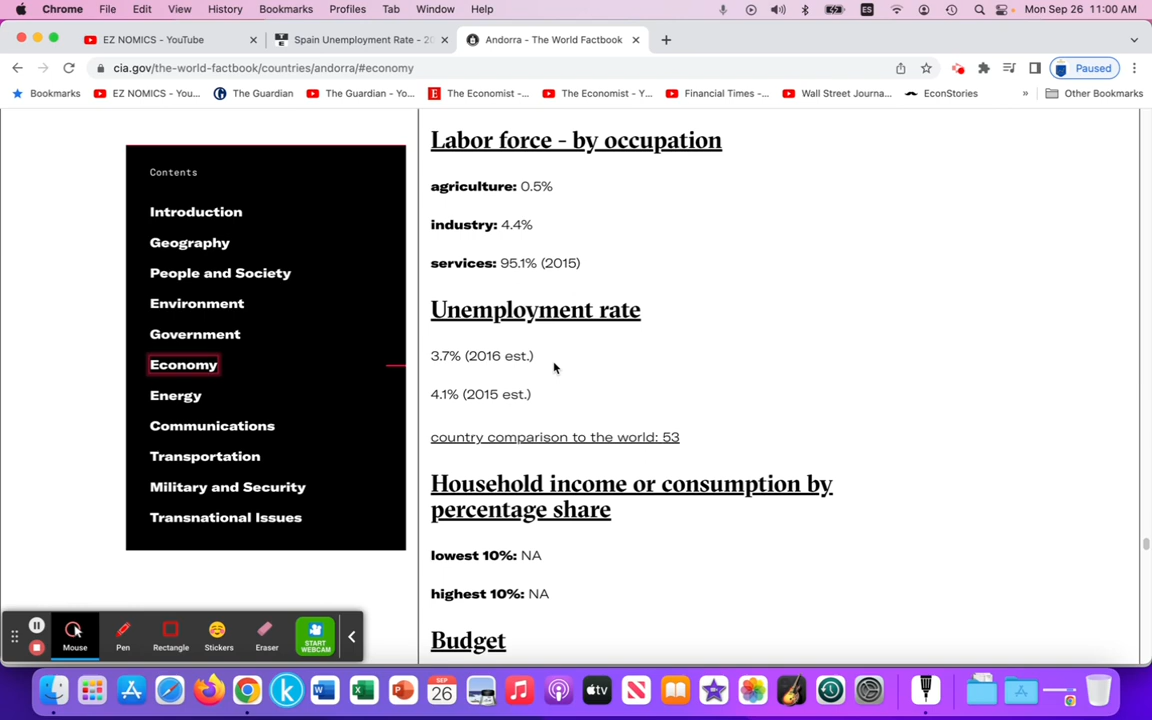 Chrome File Edit View History Bookmarks Profiles Tab Window Help ES Mon Sep 26 11:00 AM
EZ NOMICS - YouTube Spain Unemployment Rate - 20 Andorra - The World Factbook
cia.gov/the-world-factbook/countries/andorra/#economy Paused
Bookmarks EZ NOMICS - You... The Guardian The Guardian - Yo... The Economist -... The Economist - Y... Financial Times -... Wall Street Journa... EconStories » Other Bookmarks
Contents
Introduction
Geography
People and Society
Environment
Government
Economy
Energy
Communications
Transportation
Military and Security
Transnational Issues
Labor force - by occupation
agriculture: 0.5%
industry: 4.4%
services: 95.1% (2015)
Unemployment rate
3.7% (2016 est.)
4.1% (2015 est.)
country comparison to the world: 53
Household income or consumption by
percentage share
lowest 10%: NA
highest 10%: NA
Budget
Mouse Pen Rectangle Stickers Eraser START
WEBCAM
SEP
26
tv